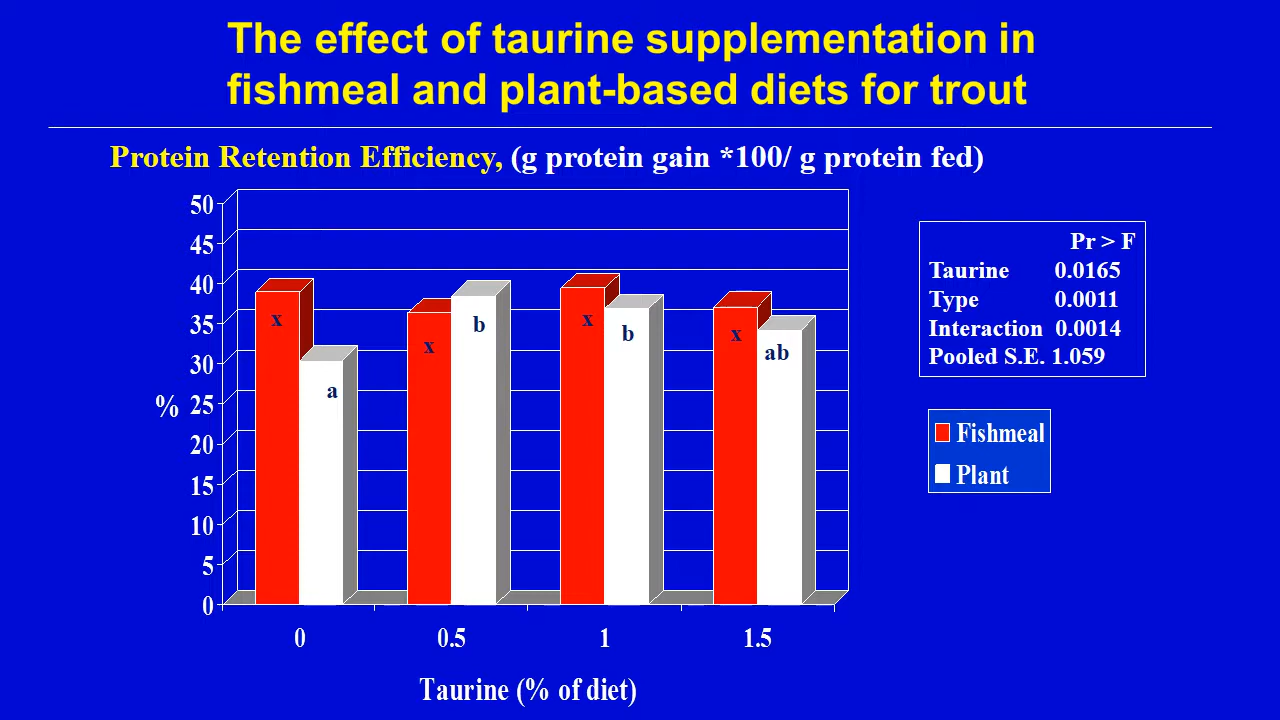 The effect of taurine supplementation in
fishmeal and plant-based diets for trout
Protein Retention Efficiency, (g protein gain *100/ g protein fed)
50
45
40
35
30
25
20
15
10
5
0
%
x
a
x
b
x
b
x
ab
0 0.5 1 1.5
Taurine (% of diet)
Pr > F
Taurine 0.0165
Type 0.0011
Interaction 0.0014
Pooled S.E. 1.059
Fishmeal
Plant